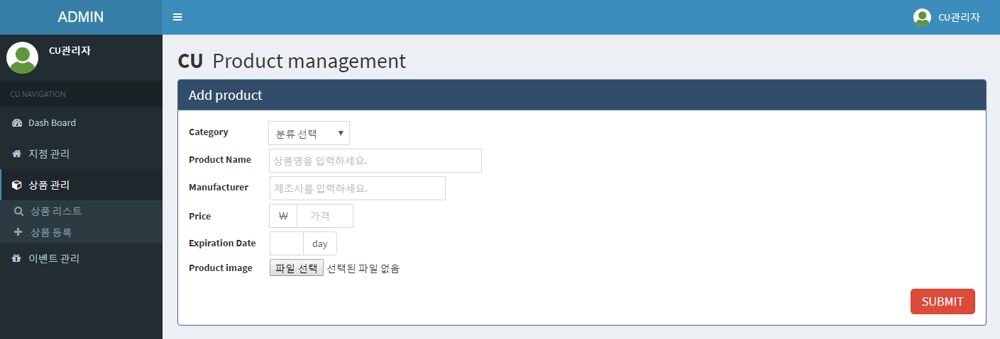 ADMIN
CU관리자
CU관리자
CU NAVIGATION
Dash Board
지점 관리
상품 관리
상품 리스트
상품 등록
이벤트 관리
CU Product management
Add product
Category 분류 선택
Product Name 상품명을 입력하세요.
Manufacturer 제조사를 입력하세요.
Price ₩ 가격
Expiration Date day
Product image 파일 선택 선택된 파일 없음
SUBMIT